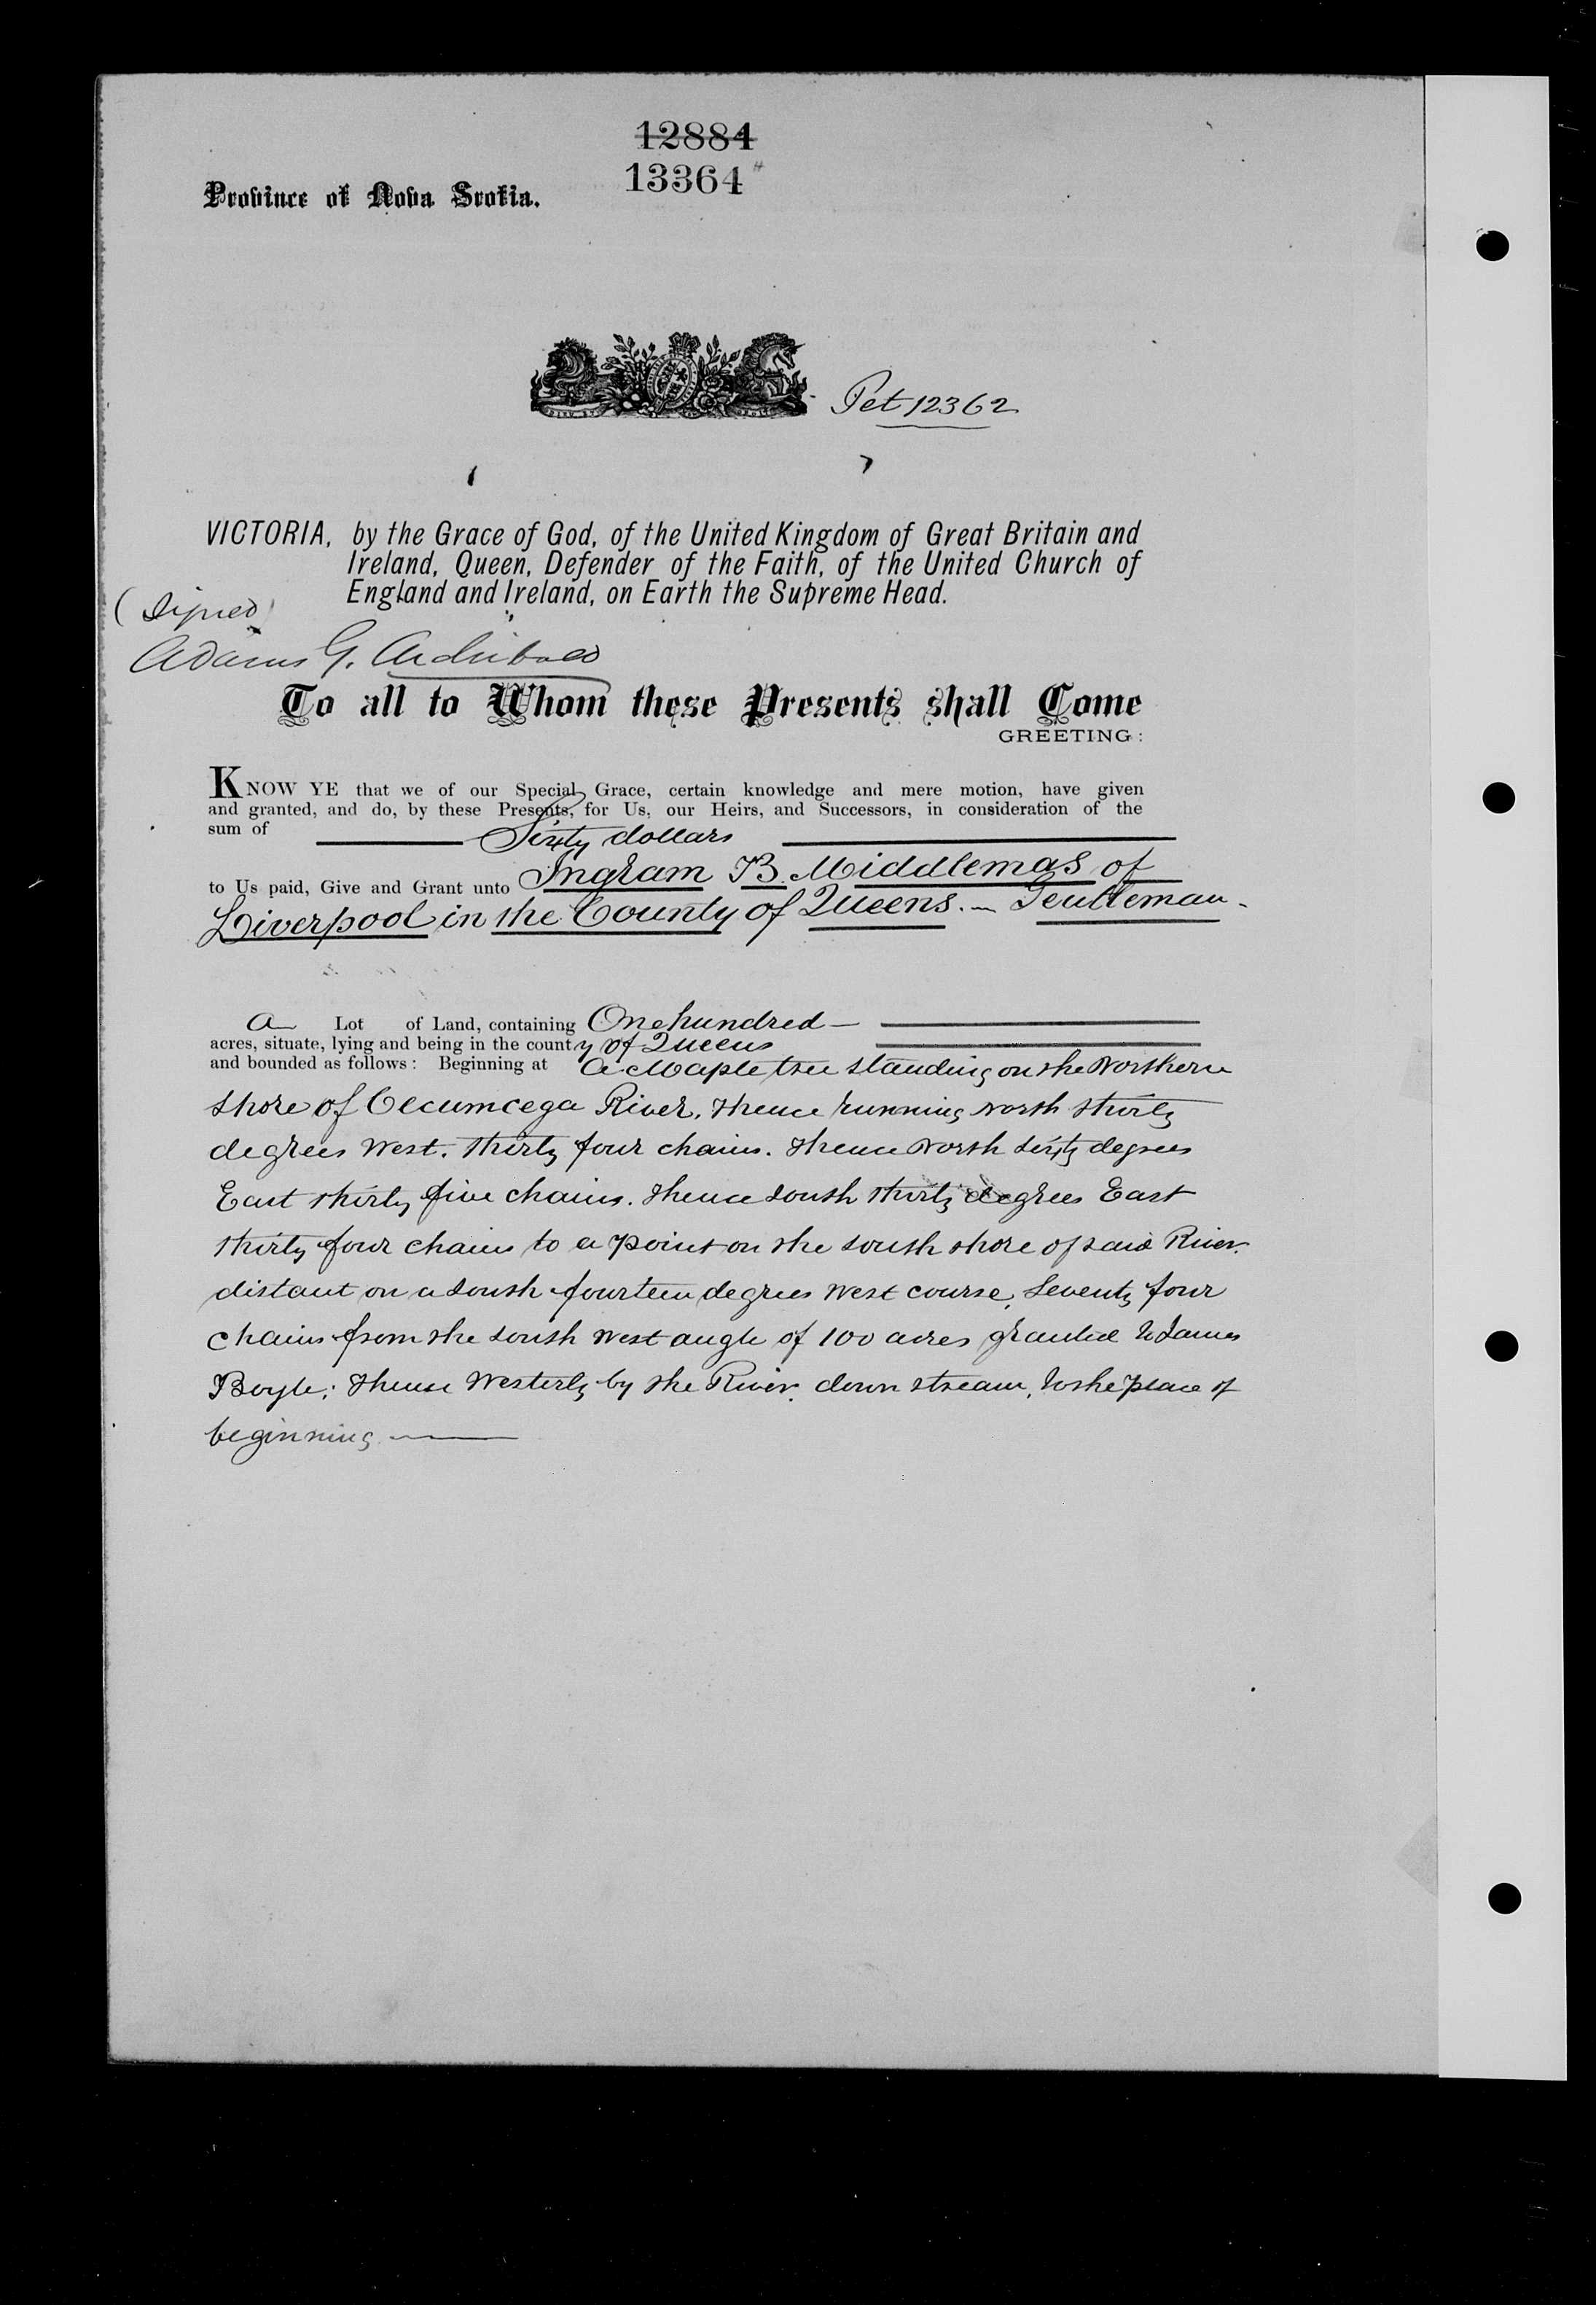 12884
13364
Province of Nova Scotia.
Pet 12362
VICTORIA, by the Grace of God, of the United Kingdom of Great Britain and
Ireland, Queen, Defender of the Faith, of the United Church of
England and Ireland, on Earth the Supreme Head.
(Signed)
Adams G. Archibald
To all to Whom these Presents shall Come
GREETING:
KNOW YE that we of our Special Grace, certain knowledge and mere motion, have given
and granted, and do, by these Presents, for Us, our Heirs, and Successors, in consideration of the
sum of Sixty dollars
to Us paid, Give and Grant unto Ingram B. Middlemas of
Liverpool in the County of Queens. — Gentleman -
a Lot of Land, containing One hundred —
acres, situate, lying and being in the county of Queens
and bounded as follows: Beginning at a Maple tree standing on the Northern
shore of River, thence running North thirty
degrees West. thirty four chains. thence North sixty degrees
East thirty five chains. thence South thirty degrees East
thirty four chains to a point on the south shore of said River.
distant on a South fourteen degrees West course, Seventy four
chains from the South West angle of 100 acres granted to James
Boyle; thence Westerly by the River. down stream, to the place of
beginning